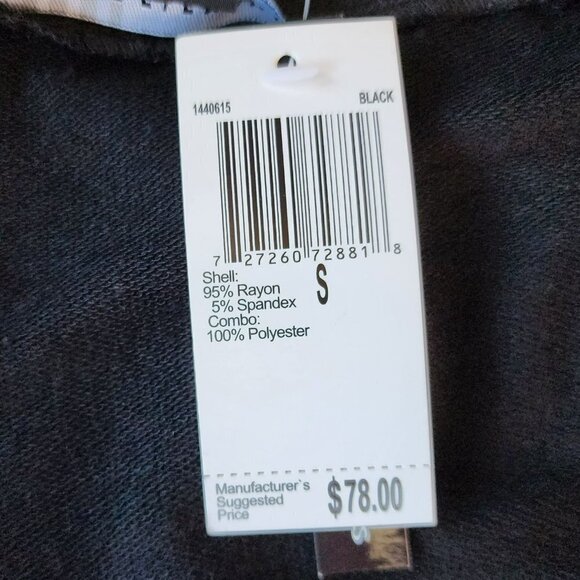 1440615 BLACK
7 27260 72881 8
Shell:
95% Rayon S
5% Spandex
Combo:
100% Polyester
Manufacturer`s
Suggested
Price
$78.00